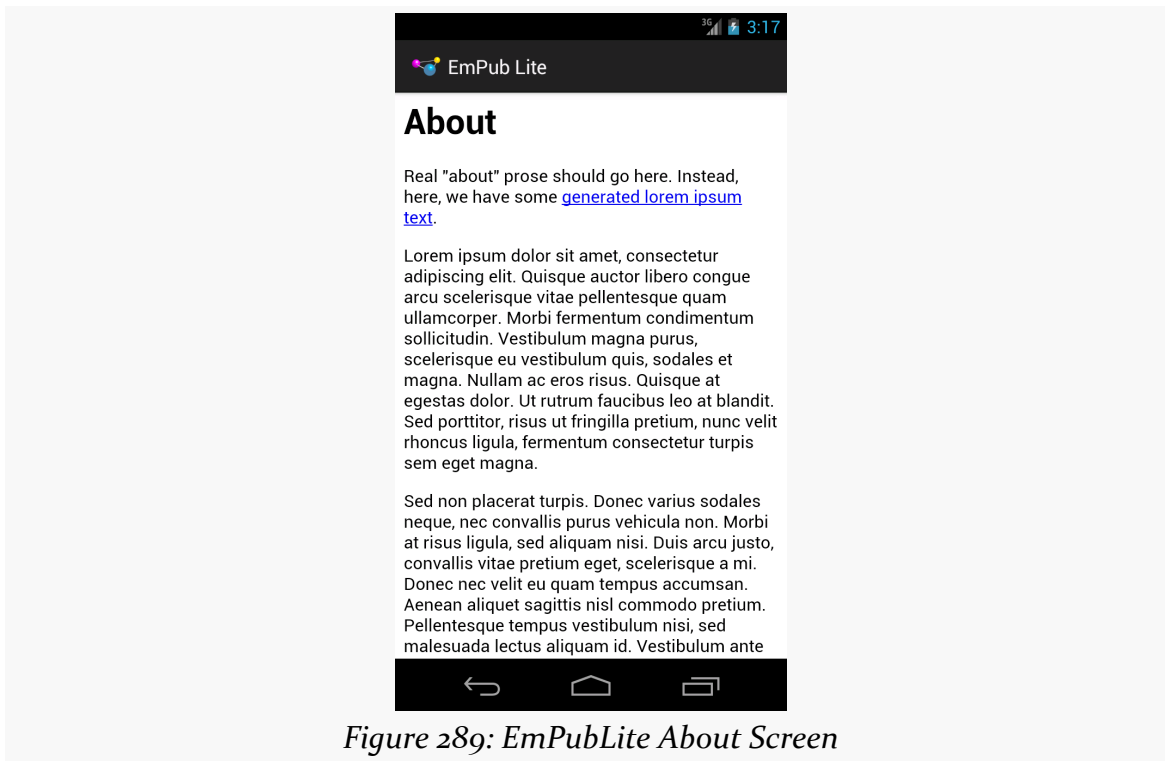 3G 3:17
EmPub Lite
About
Real "about" prose should go here. Instead,
here, we have some generated lorem ipsum
text.
Lorem ipsum dolor sit amet, consectetur
adipiscing elit. Quisque auctor libero congue
arcu scelerisque vitae pellentesque quam
ullamcorper. Morbi fermentum condimentum
sollicitudin. Vestibulum magna purus,
scelerisque eu vestibulum quis, sodales et
magna. Nullam ac eros risus. Quisque at
egestas dolor. Ut rutrum faucibus leo at blandit.
Sed porttitor, risus ut fringilla pretium, nunc velit
rhoncus ligula, fermentum consectetur turpis
sem eget magna.
Sed non placerat turpis. Donec varius sodales
neque, nec convallis purus vehicula non. Morbi
at risus ligula, sed aliquam nisi. Duis arcu justo,
convallis vitae pretium eget, scelerisque a mi.
Donec nec velit eu quam tempus accumsan.
Aenean aliquet sagittis nisl commodo pretium.
Pellentesque tempus vestibulum nisi, sed
malesuada lectus aliquam id. Vestibulum ante
Figure 289: EmPubLite About Screen